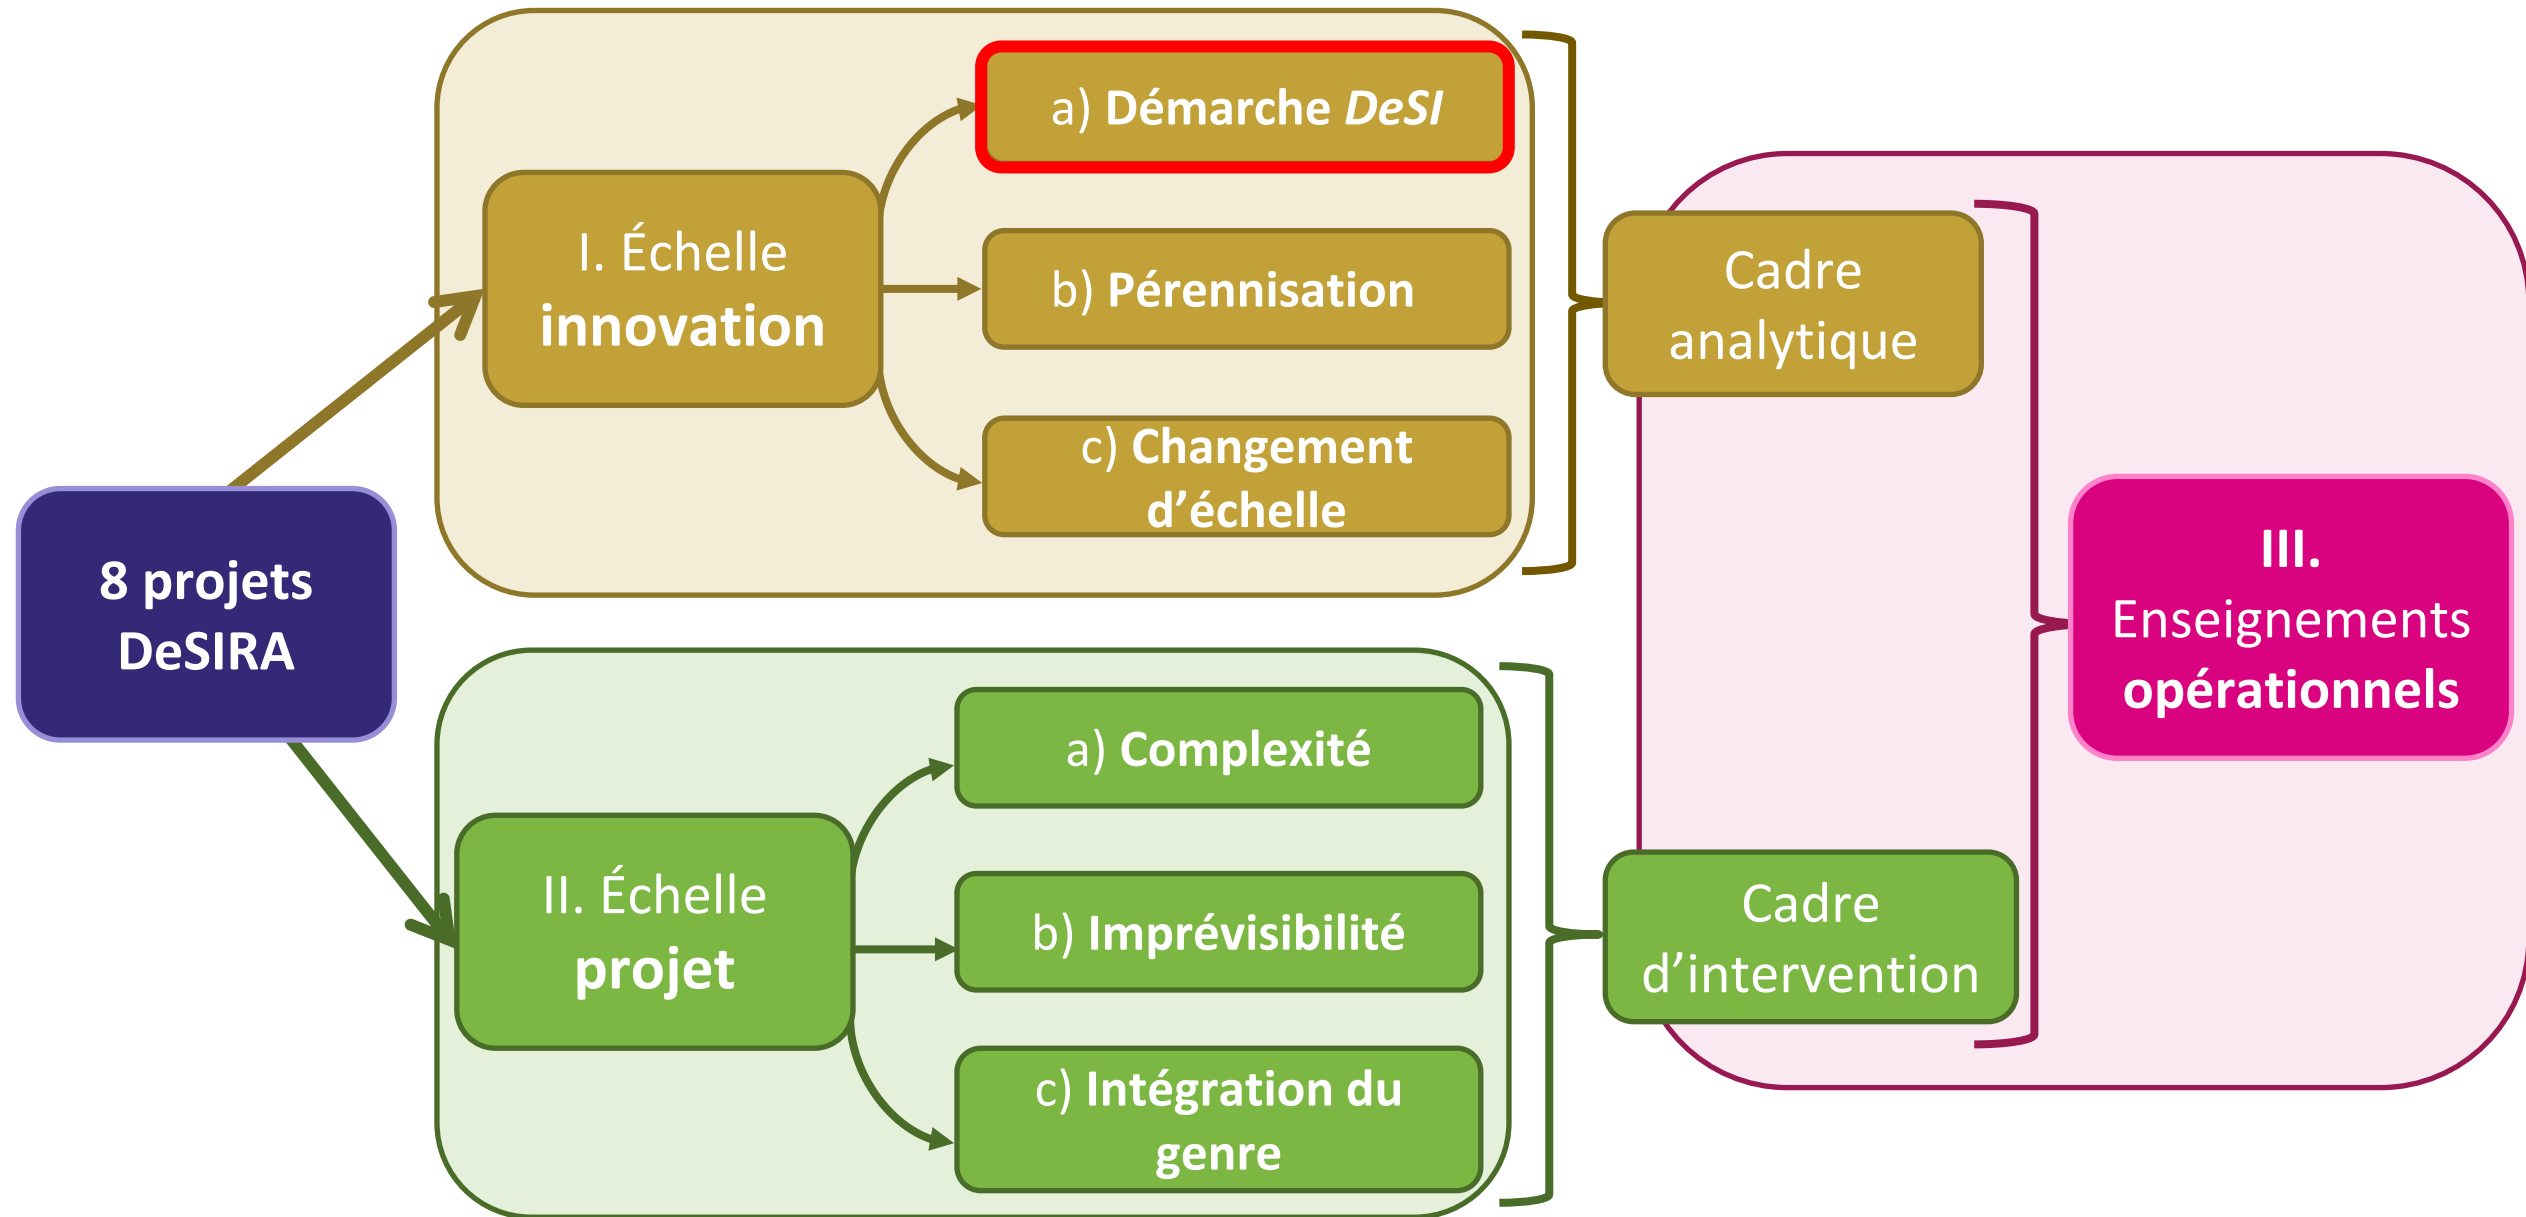 8 projets
DeSIRA
I. Échelle
innovation
a) Démarche DeSI
b) Pérennisation
c) Changement
d’échelle
Cadre
analytique
II. Échelle
projet
a) Complexité
b) Imprévisibilité
c) Intégration du
genre
Cadre
d’intervention
III.
Enseignements
opérationnels